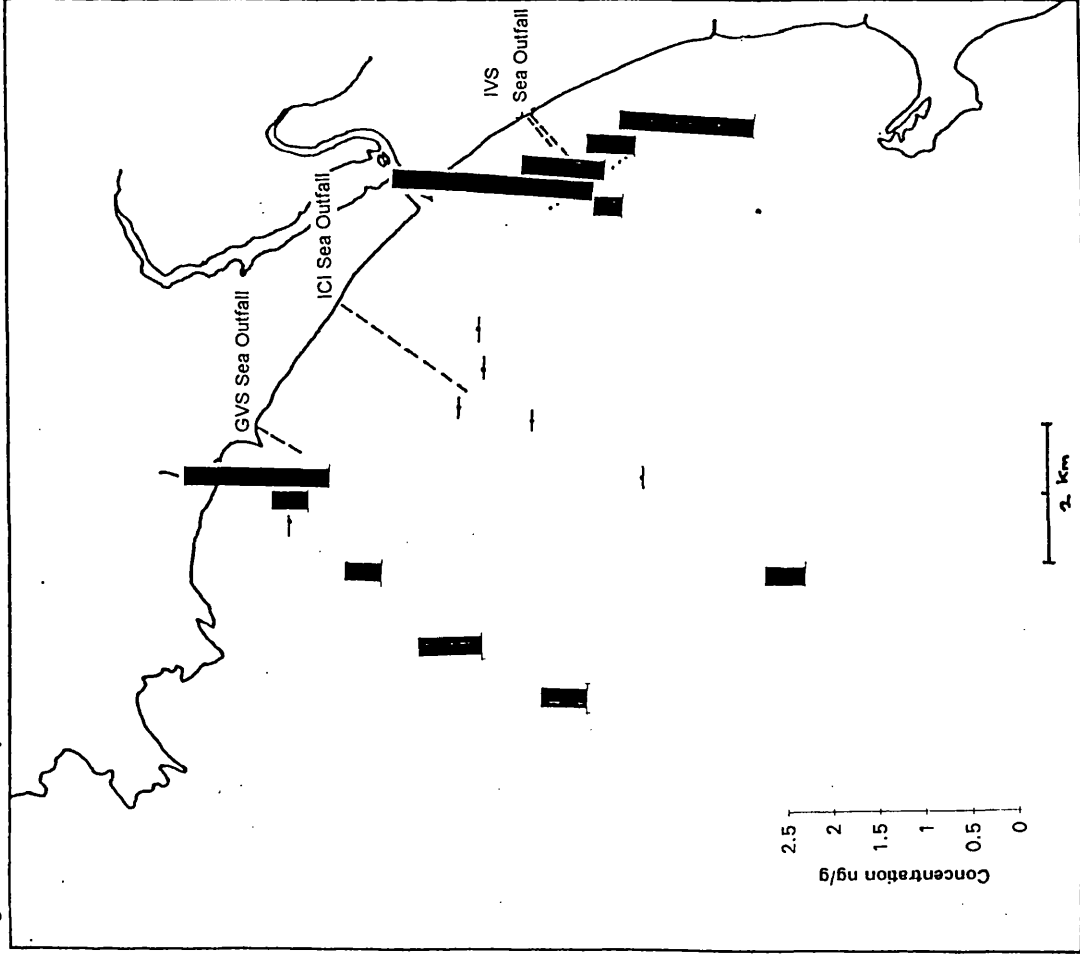 IVS
Sea Outfall
ICI Sea Outfall
GVS Sea Outfall
2.5
2
1.5
1
0.5
0
Concentration ng/g
2 km